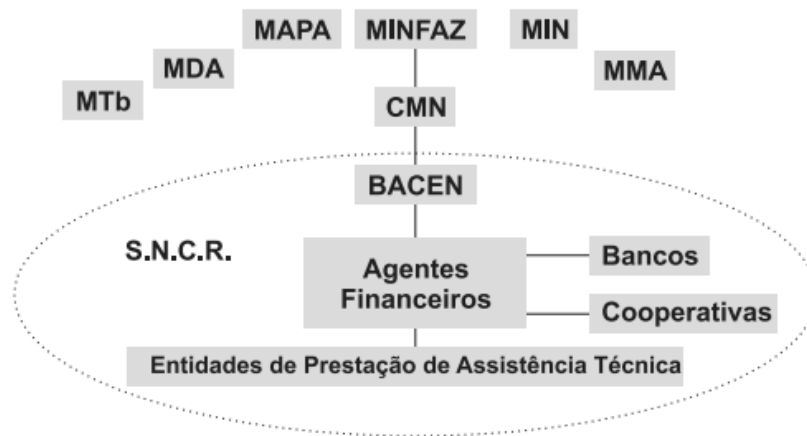 MAPA
MINFAZ
MIN
MDA
MMA
MTb
CMN
BACEN
S.N.C.R.
Agentes
Financeiros
Bancos
Cooperativas
Entidades de Prestação de Assistência Técnica